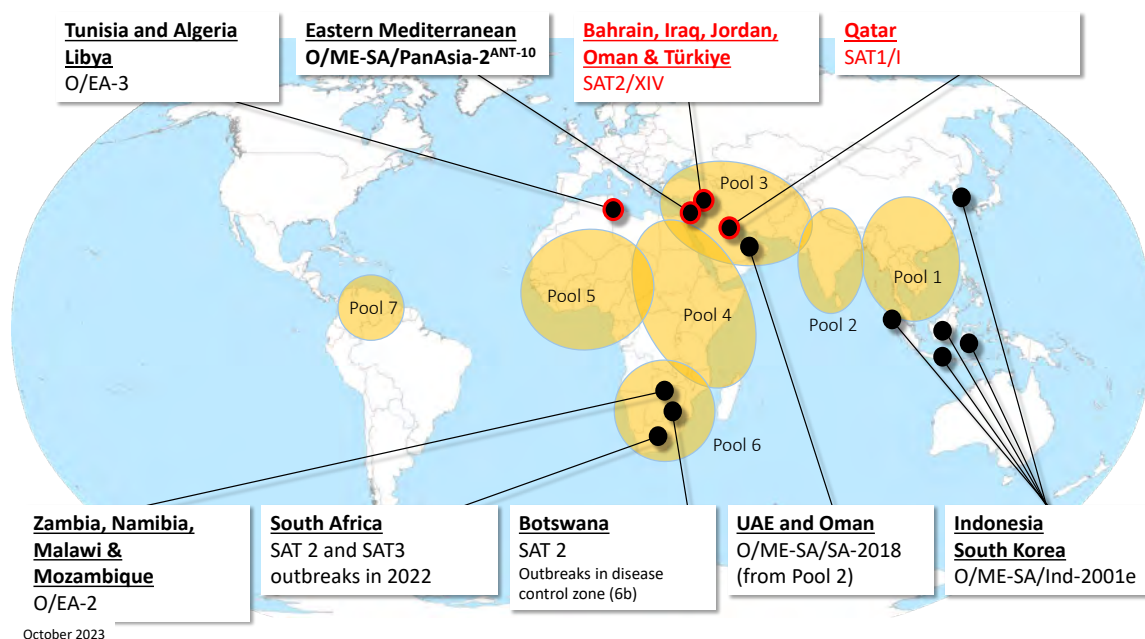 Tunisia and Algeria
Libya
O/EA-3
Eastern Mediterranean
O/ME-SA/PanAsia-2ANT-10
Bahrain, Iraq, Jordan,
Oman & Türkiye
SAT2/XIV
Qatar
SAT1/I
Pool 3
Pool 5
Pool 4
Pool 7
Pool 1
Pool 2
Pool 6
Zambia, Namibia,
Malawi &
Mozambique
O/EA-2
South Africa
SAT 2 and SAT3
outbreaks in 2022
Botswana
SAT 2
Outbreaks in disease
control zone (6b)
UAE and Oman
O/ME-SA/SA-2018
(from Pool 2)
Indonesia
South Korea
O/ME-SA/Ind-2001e
October 2023